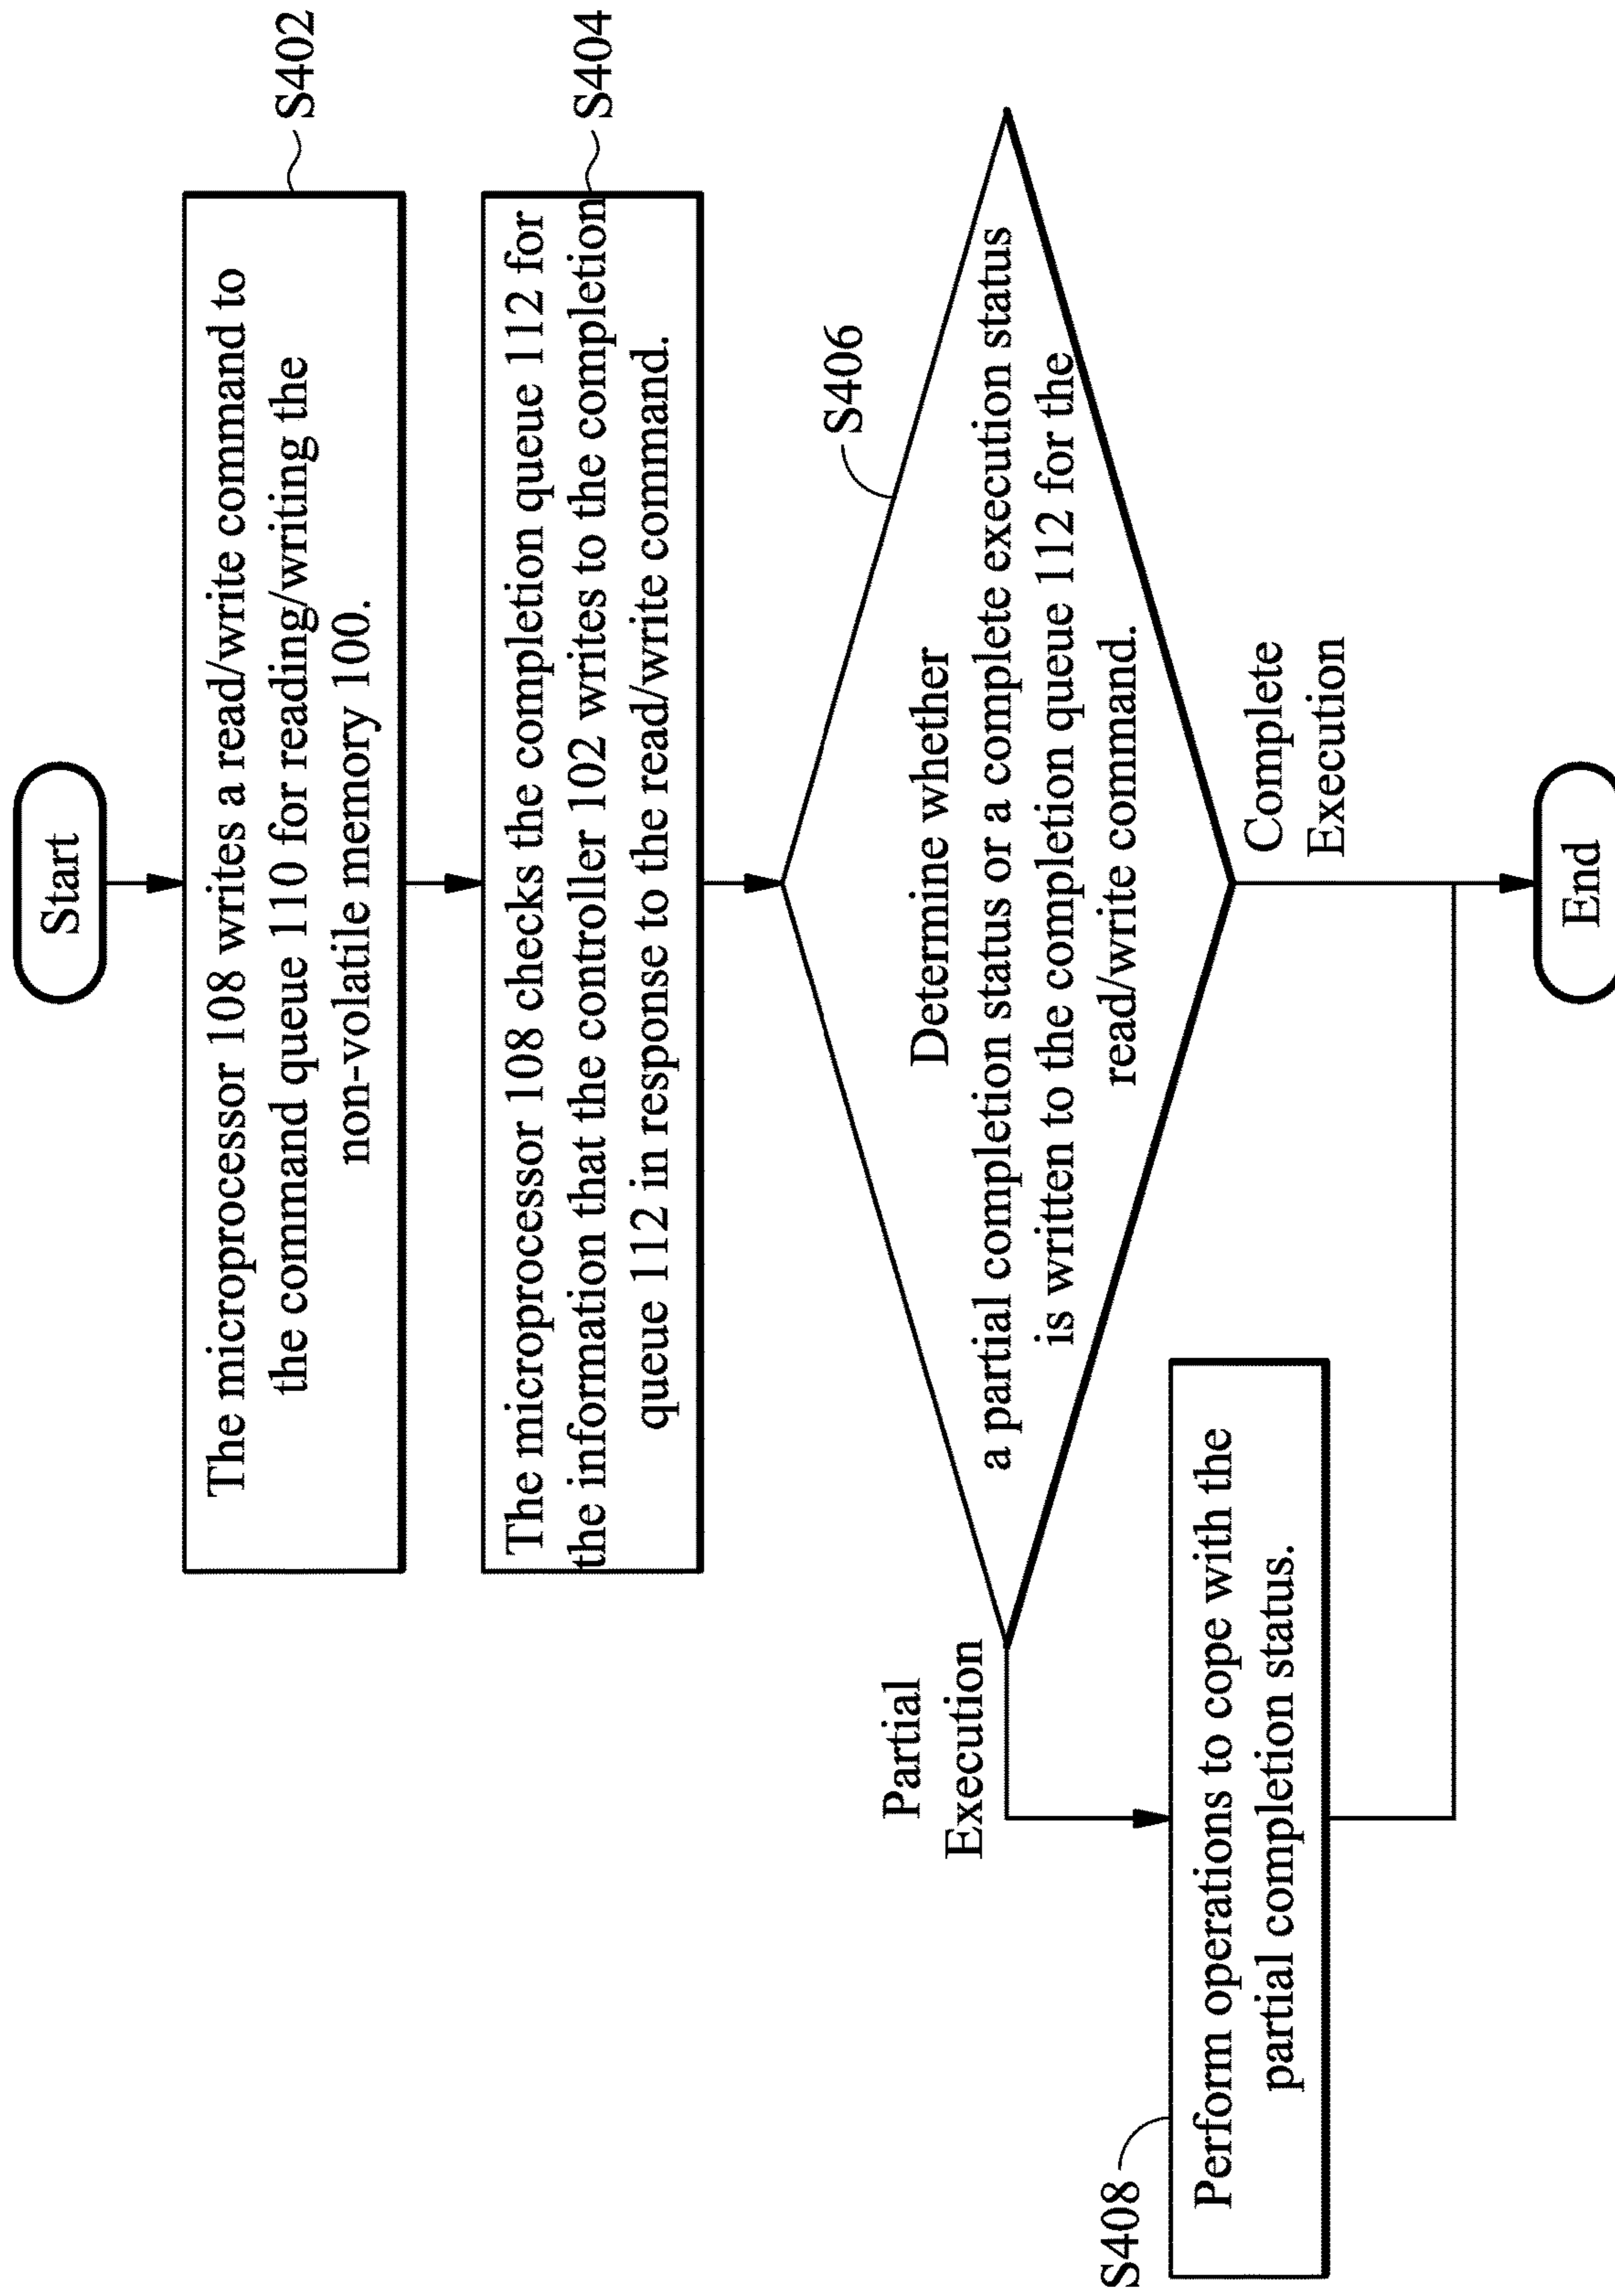 Start
The microprocessor 108 writes a read/write command to
the command queue 110 for reading/writing the
non-volatile memory 100.
S402
The microprocessor 108 checks the completion queue 112 for
the information that the controller 102 writes to the completion
queue 112 in response to the read/write command.
S404
S406
Determine whether
a partial completion status or a complete execution status
is written to the completion queue 112 for the
read/write command.
Partial
Execution
Complete
Execution
S408
Perform operations to cope with the
partial completion status.
End